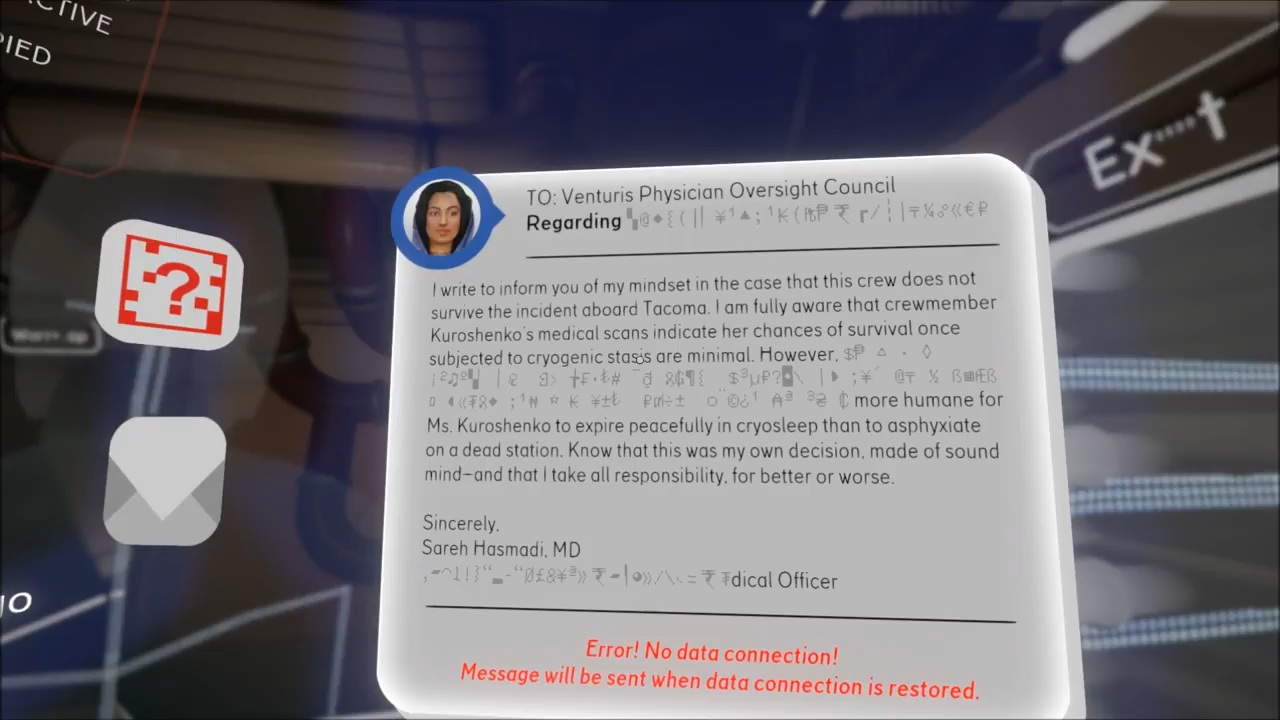 CTIVE
PIED
Ex
TO: Venturis Physician Oversight Council
Regarding
I write to inform you of my mindset in the case that this crew does not
survive the incident aboard Tacoma. I am fully aware that crewmember
Kuroshenko's medical scans indicate her chances of survival once
subjected to cryogenic stasis are minimal. However,
more humane for
Ms. Kuroshenko to expire peacefully in cryosleep than to asphyxiate
on a dead station. Know that this was my own decision, made of sound
mind—and that I take all responsibility, for better or worse.
Sincerely,
Sareh Hasmadi, MD
dical Officer
Error! No data connection!
Message will be sent when data connection is restored.
?